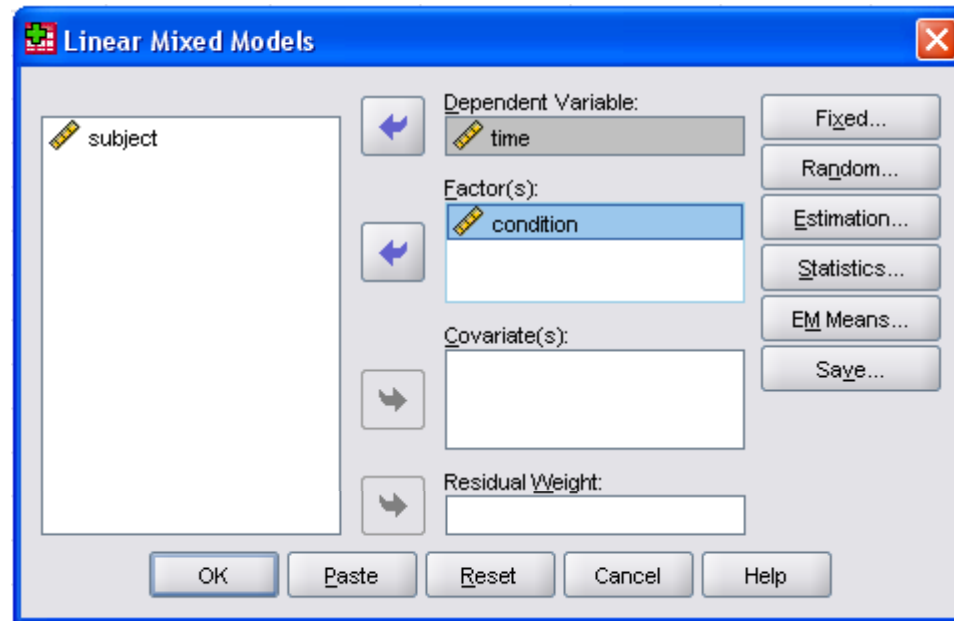 Linear Mixed Models
subject
Dependent Variable:
time
Factor(s):
condition
Covariate(s):
Residual Weight:
Fixed...
Random...
Estimation...
Statistics...
EM Means...
Save...
OK Paste Reset Cancel Help